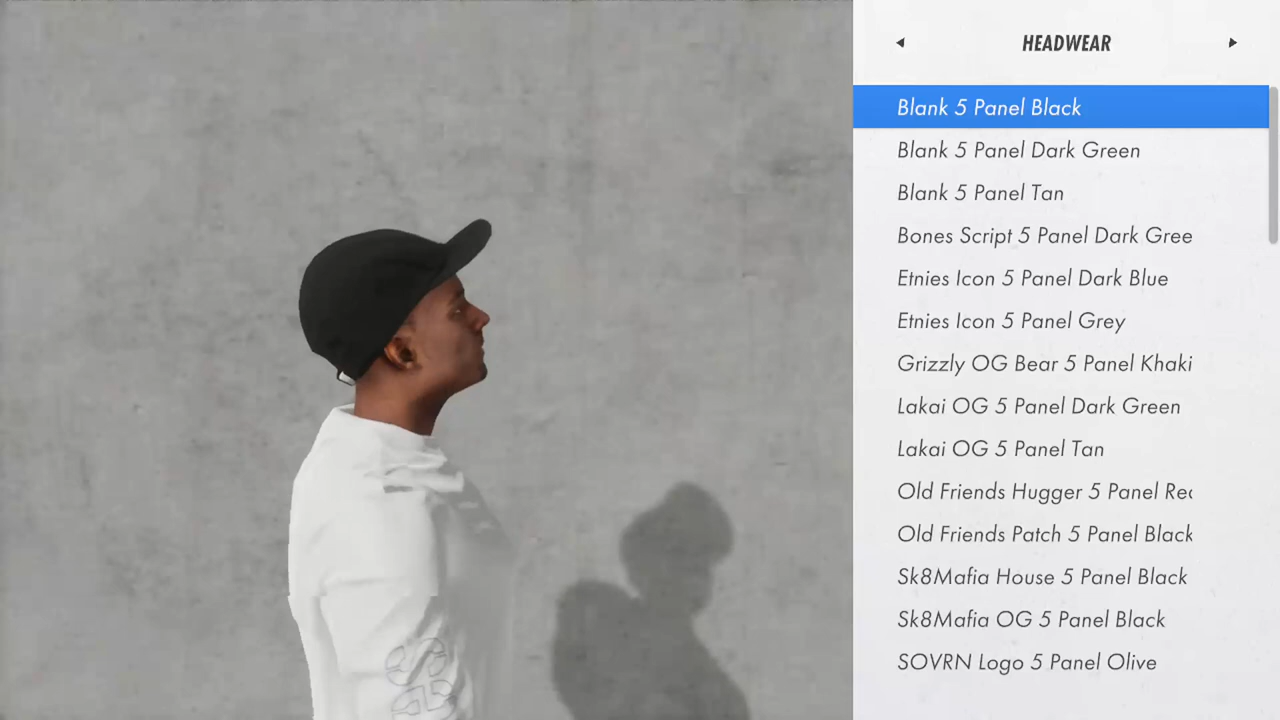 HEADWEAR
Blank 5 Panel Black
Blank 5 Panel Dark Green
Blank 5 Panel Tan
Bones Script 5 Panel Dark Gree
Etnies Icon 5 Panel Dark Blue
Etnies Icon 5 Panel Grey
Grizzly OG Bear 5 Panel Khaki
Lakai OG 5 Panel Dark Green
Lakai OG 5 Panel Tan
Old Friends Hugger 5 Panel Rec
Old Friends Patch 5 Panel Black
Sk8Mafia House 5 Panel Black
Sk8Mafia OG 5 Panel Black
SOVRN Logo 5 Panel Olive